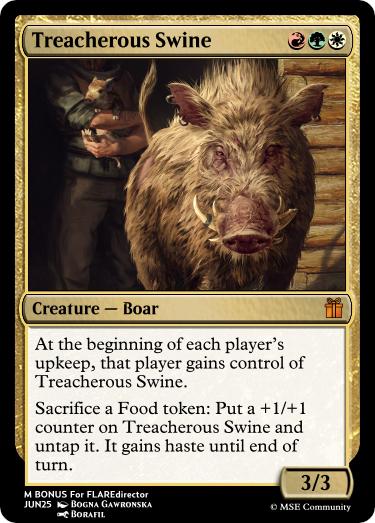 Treacherous Swine
Creature — Boar
At the beginning of each player's
upkeep, that player gains control of
Treacherous Swine.
Sacrifice a Food token: Put a +1/+1
counter on Treacherous Swine and
untap it. It gains haste until end of
turn.
3/3
M BONUS For FLAREdirector
JUN25 Bogna Gawronska
Borafil
© MSE Community